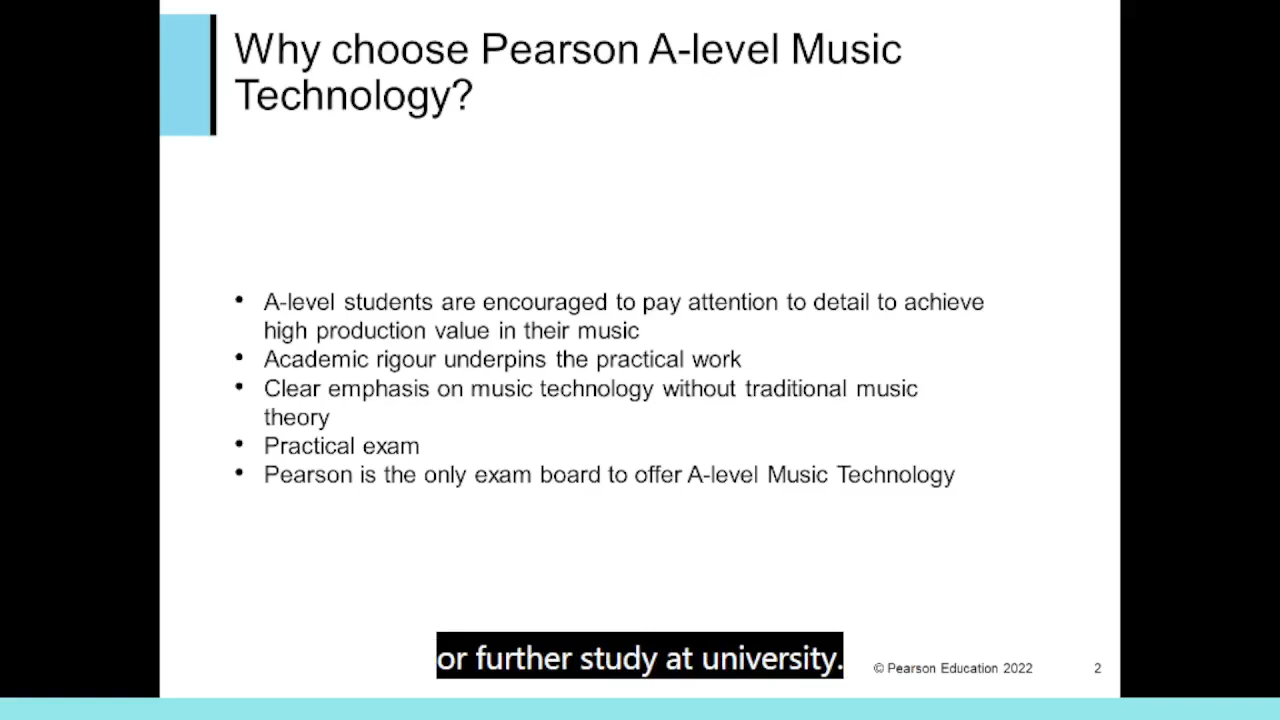 Why choose Pearson A-level Music
Technology?
• A-level students are encouraged to pay attention to detail to achieve
high production value in their music
• Academic rigour underpins the practical work
• Clear emphasis on music technology without traditional music
theory
• Practical exam
• Pearson is the only exam board to offer A-level Music Technology
or further study at university.
© Pearson Education 2022
2